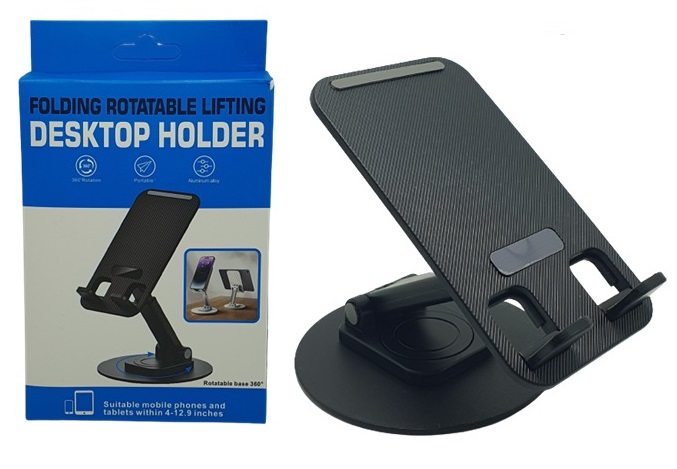 FOLDING ROTATABLE LIFTING
DESKTOP HOLDER
360°
360° Rotation
Portable
Aluminum alloy
Rotatable base 360°
Suitable mobile phones and
tablets within 4-12.9 inches